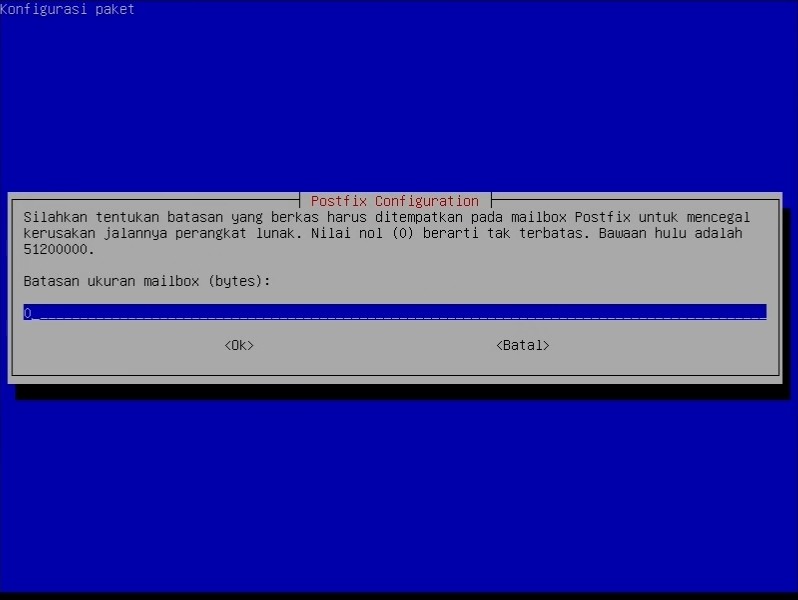 Konfigurasi paket
Postfix Configuration
Silahkan tentukan batasan yang berkas harus ditempatkan pada mailbox Postfix untuk mencegal
kerusakan jalannya perangkat lunak. Nilai nol (0) berarti tak terbatas. Bawaan hulu adalah
51200000.
Batasan ukuran mailbox (bytes):
0
<Ok> <Batal>